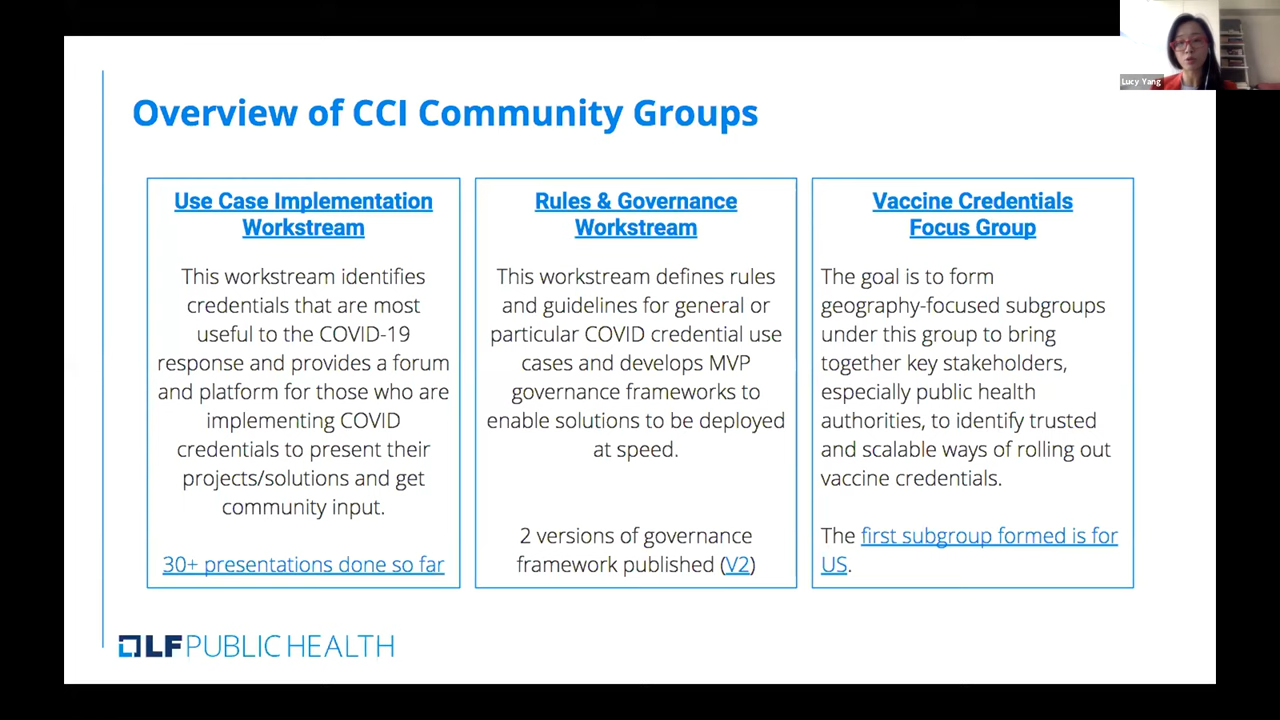 Lucy Yang
Overview of CCI Community Groups
Use Case Implementation
Workstream
This workstream identifies
credentials that are most
useful to the COVID-19
response and provides a forum
and platform for those who are
implementing COVID
credentials to present their
projects/solutions and get
community input.
30+ presentations done so far
Rules & Governance
Workstream
This workstream defines rules
and guidelines for general or
particular COVID credential use
cases and develops MVP
governance frameworks to
enable solutions to be deployed
at speed.
2 versions of governance
framework published (V2)
Vaccine Credentials
Focus Group
The goal is to form
geography-focused subgroups
under this group to bring
together key stakeholders,
especially public health
authorities, to identify trusted
and scalable ways of rolling out
vaccine credentials.
The first subgroup formed is for
US.
LFPUBLICHEALTH